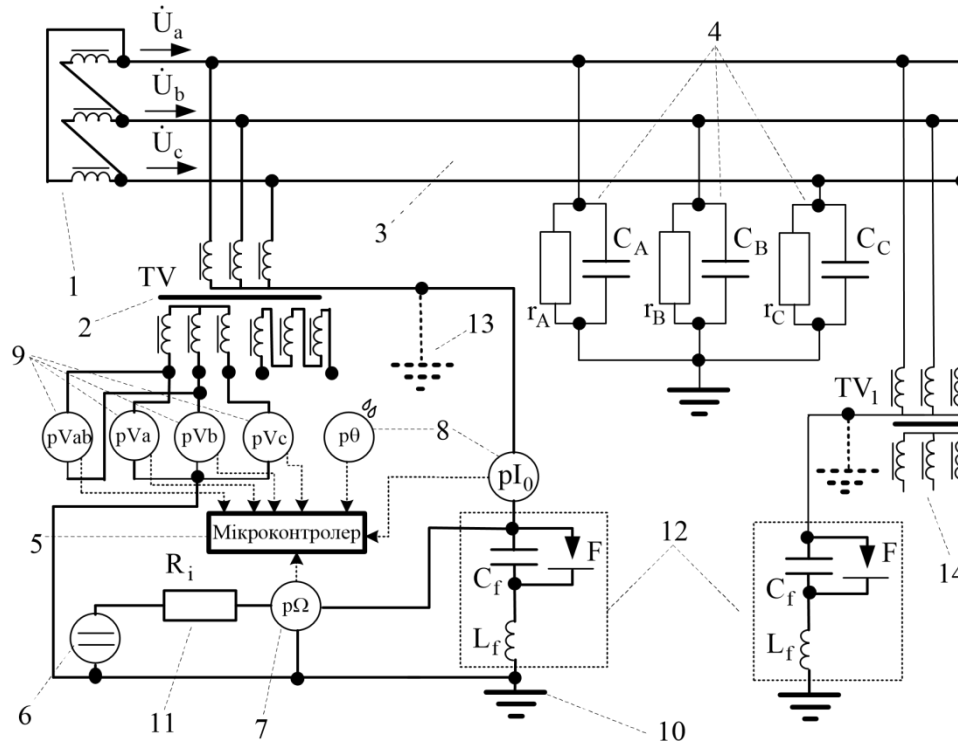 U̇a
4
U̇b
U̇c
3
1
TV
CA
CB
CC
2
rA
rB
rC
13
9
TV1
pVab
pVa
pVb
pVc
pθ
8
pI0
5
Мікроконтролер
12
F
F
14
Ri
Cf
Cf
pΩ
Lf
Lf
6
11
7
10